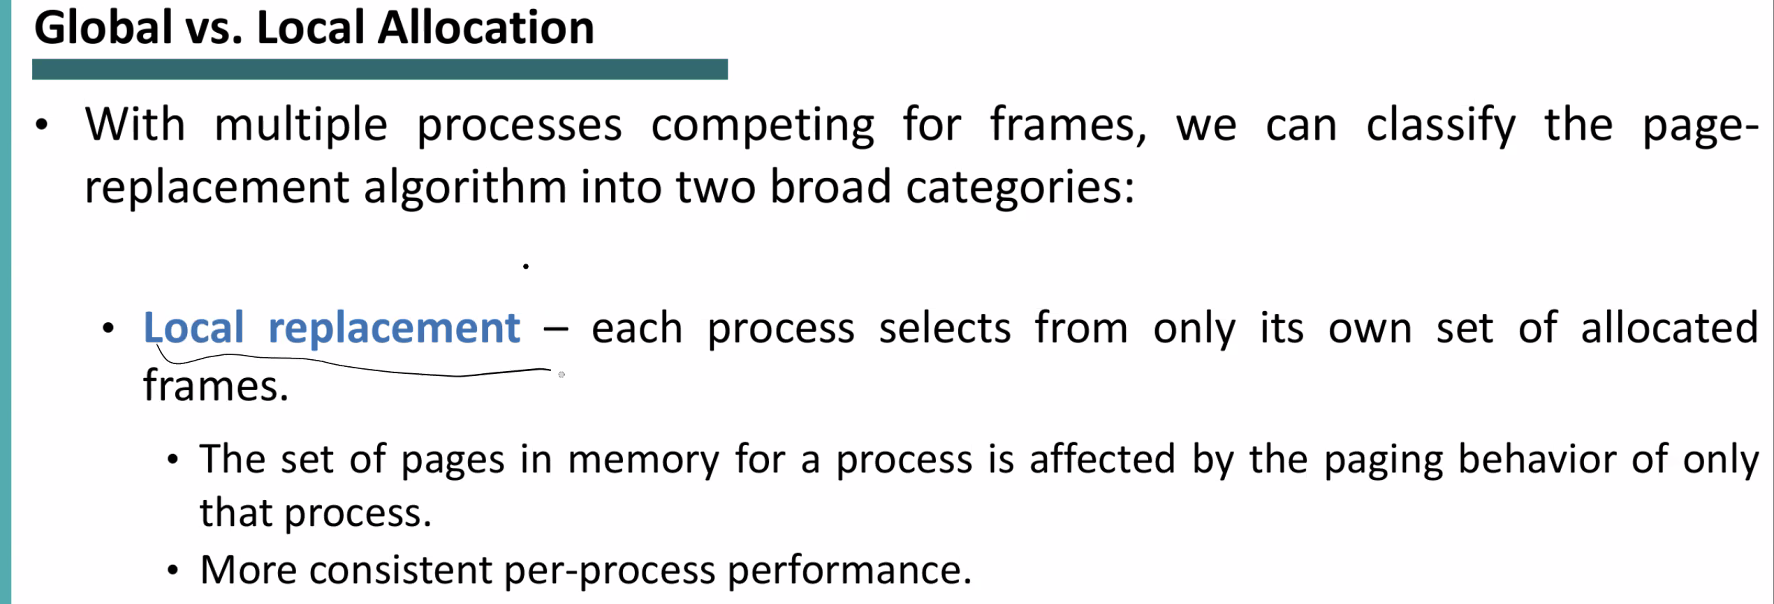 Global vs. Local Allocation
• With multiple processes competing for frames, we can classify the page-
replacement algorithm into two broad categories:
• Local replacement – each process selects from only its own set of allocated
frames.
• The set of pages in memory for a process is affected by the paging behavior of only
that process.
• More consistent per-process performance.